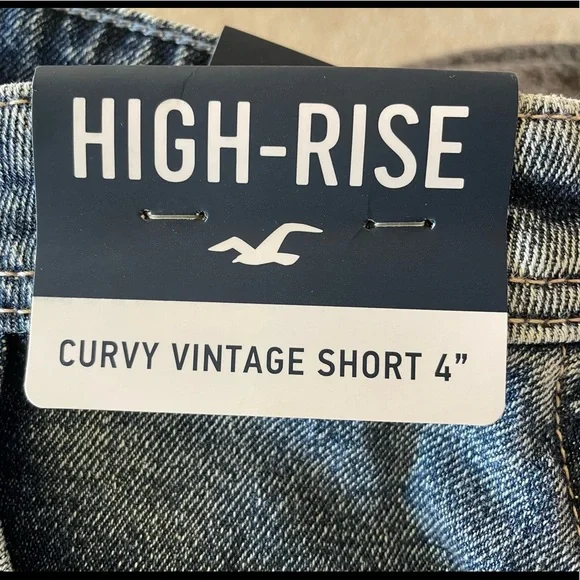 HIGH-RISE
CURVY VINTAGE SHORT 4”